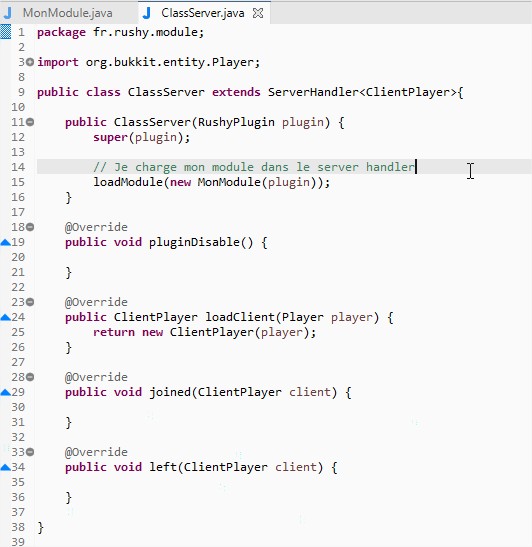 MonModule.java
ClassServer.java
1 package fr.rushy.module;
2
3 import org.bukkit.entity.Player;
8
9 public class ClassServer extends ServerHandler<ClientPlayer>{
10
11 public ClassServer(RushyPlugin plugin) {
12 super(plugin);
13
14 // Je charge mon module dans le server handler
15 loadModule(new MonModule(plugin));
16 }
17
18 @Override
19 public void pluginDisable() {
20
21 }
22
23 @Override
24 public ClientPlayer loadClient(Player player) {
25 return new ClientPlayer(player);
26 }
27
28 @Override
29 public void joined(ClientPlayer client) {
30
31 }
32
33 @Override
34 public void left(ClientPlayer client) {
35
36 }
37
38 }
39